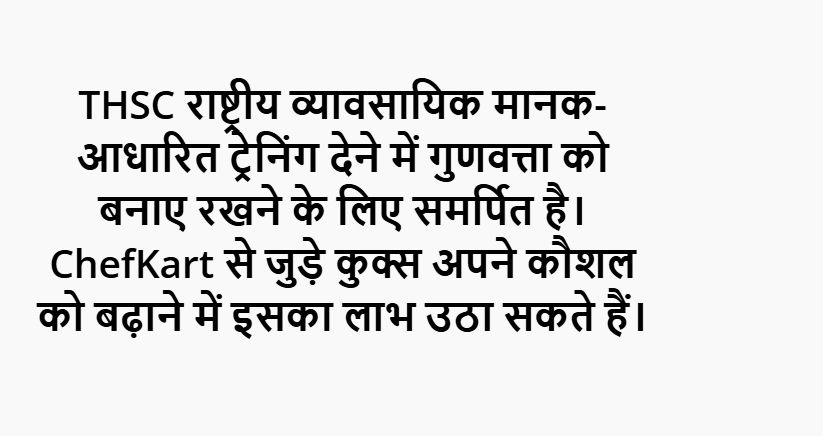 THSC राष्ट्रीय व्यावसायिक मानक-
आधारित ट्रेनिंग देने में गुणवत्ता को
बनाए रखने के लिए समर्पित है।
ChefKart से जुड़े कुक्स अपने कौशल
को बढ़ाने में इसका लाभ उठा सकते हैं।